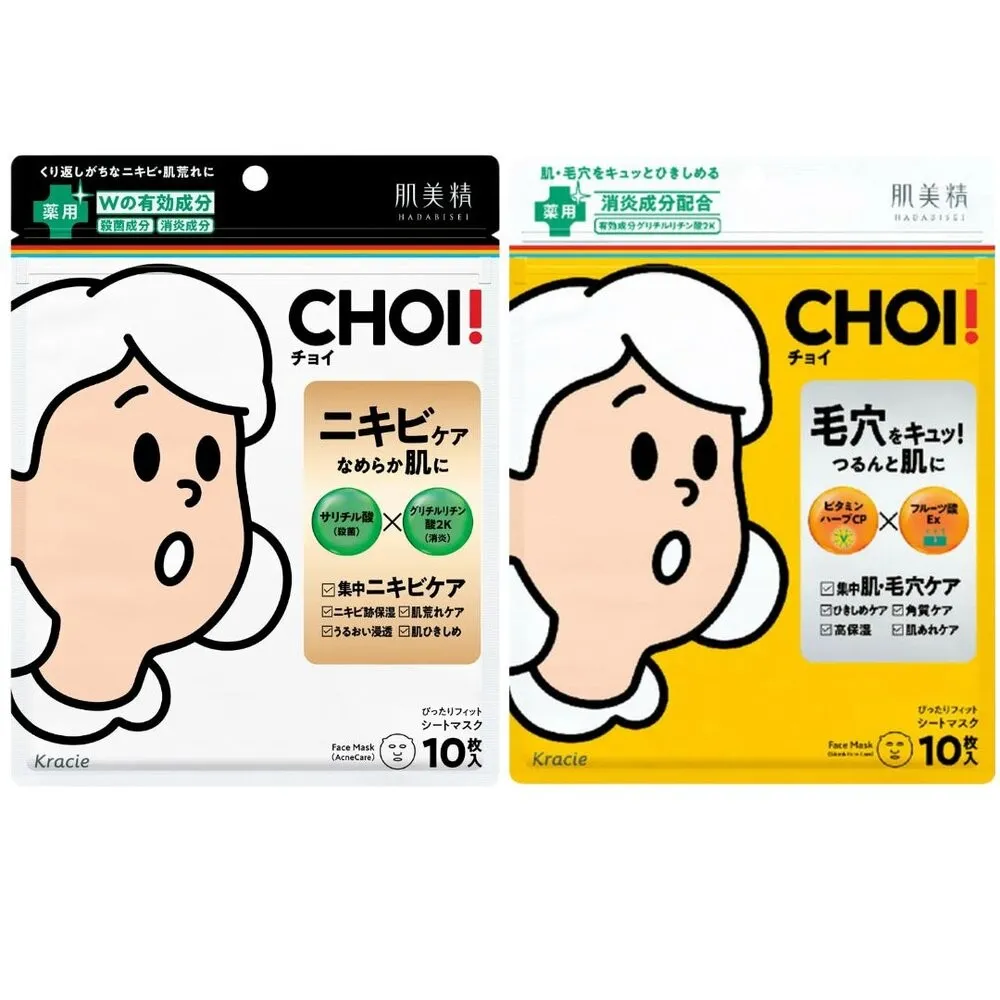 くり返しがちなニキビ・肌荒れに
薬用
Wの有効成分
殺菌成分 消炎成分
肌美精
HADABISEI
CHOI!
チョイ
ニキビケア
なめらか肌に
サリチル酸
(殺菌)
×
グリチルリチン
酸2K
(消炎)
☑集中ニキビケア
☑ニキビ跡保湿 ☑肌荒れケア
☑うるおい浸透 ☑肌ひきしめ
ぴったりフィット
シートマスク
Face Mask
(AcneCare)
10枚入
Kracie
肌・毛穴をキュッとひきしめる
薬用
消炎成分配合
有効成分グリチルリチン酸2K
肌美精
HADABISEI
CHOI!
チョイ
毛穴をキュッ!
つるんと肌に
ビタミン
ハーブCP
×
フルーツ酸
Ex
☑集中肌・毛穴ケア
☑ひきしめケア ☑角質ケア
☑高保湿 ☑肌あれケア
ぴったりフィット
シートマスク
Face Mask
10枚入
Kracie